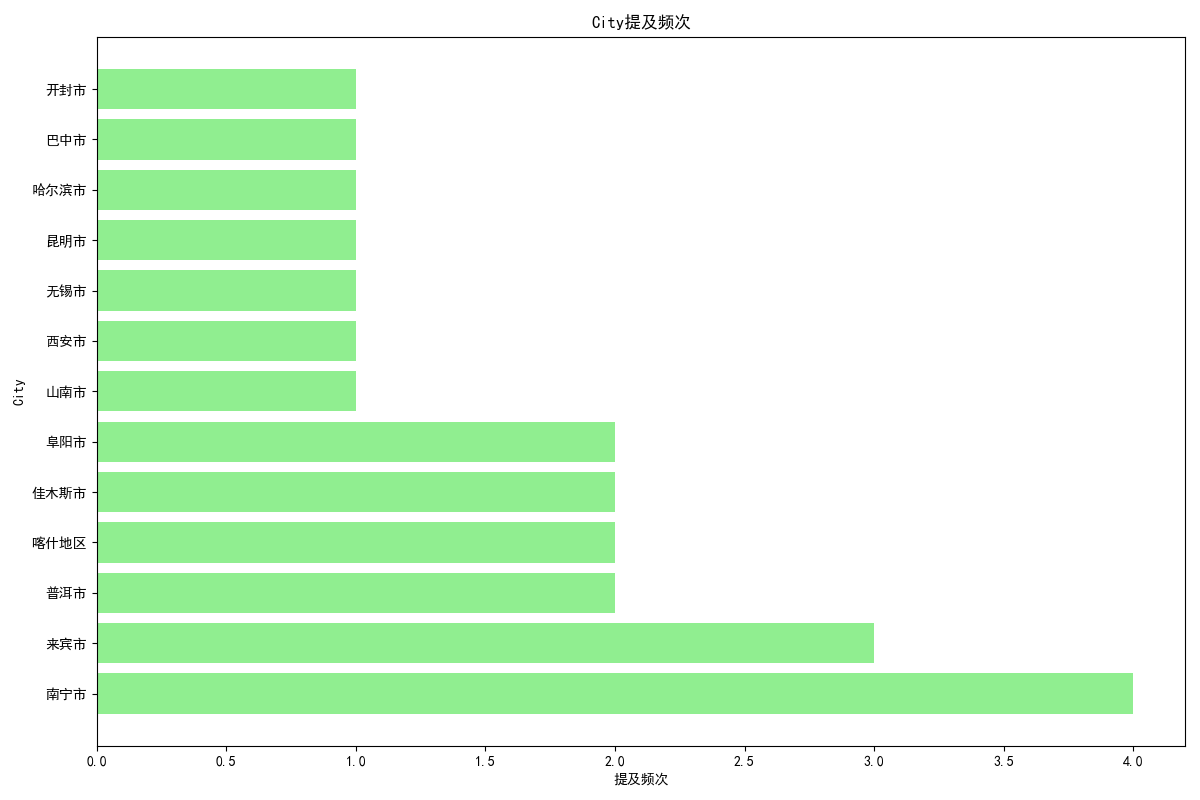 City提及频次
开封市
巴中市
哈尔滨市
昆明市
无锡市
西安市
山南市
阜阳市
佳木斯市
喀什地区
普洱市
来宾市
南宁市
City
0.0 0.5 1.0 1.5 2.0 2.5 3.0 3.5 4.0
提及频次